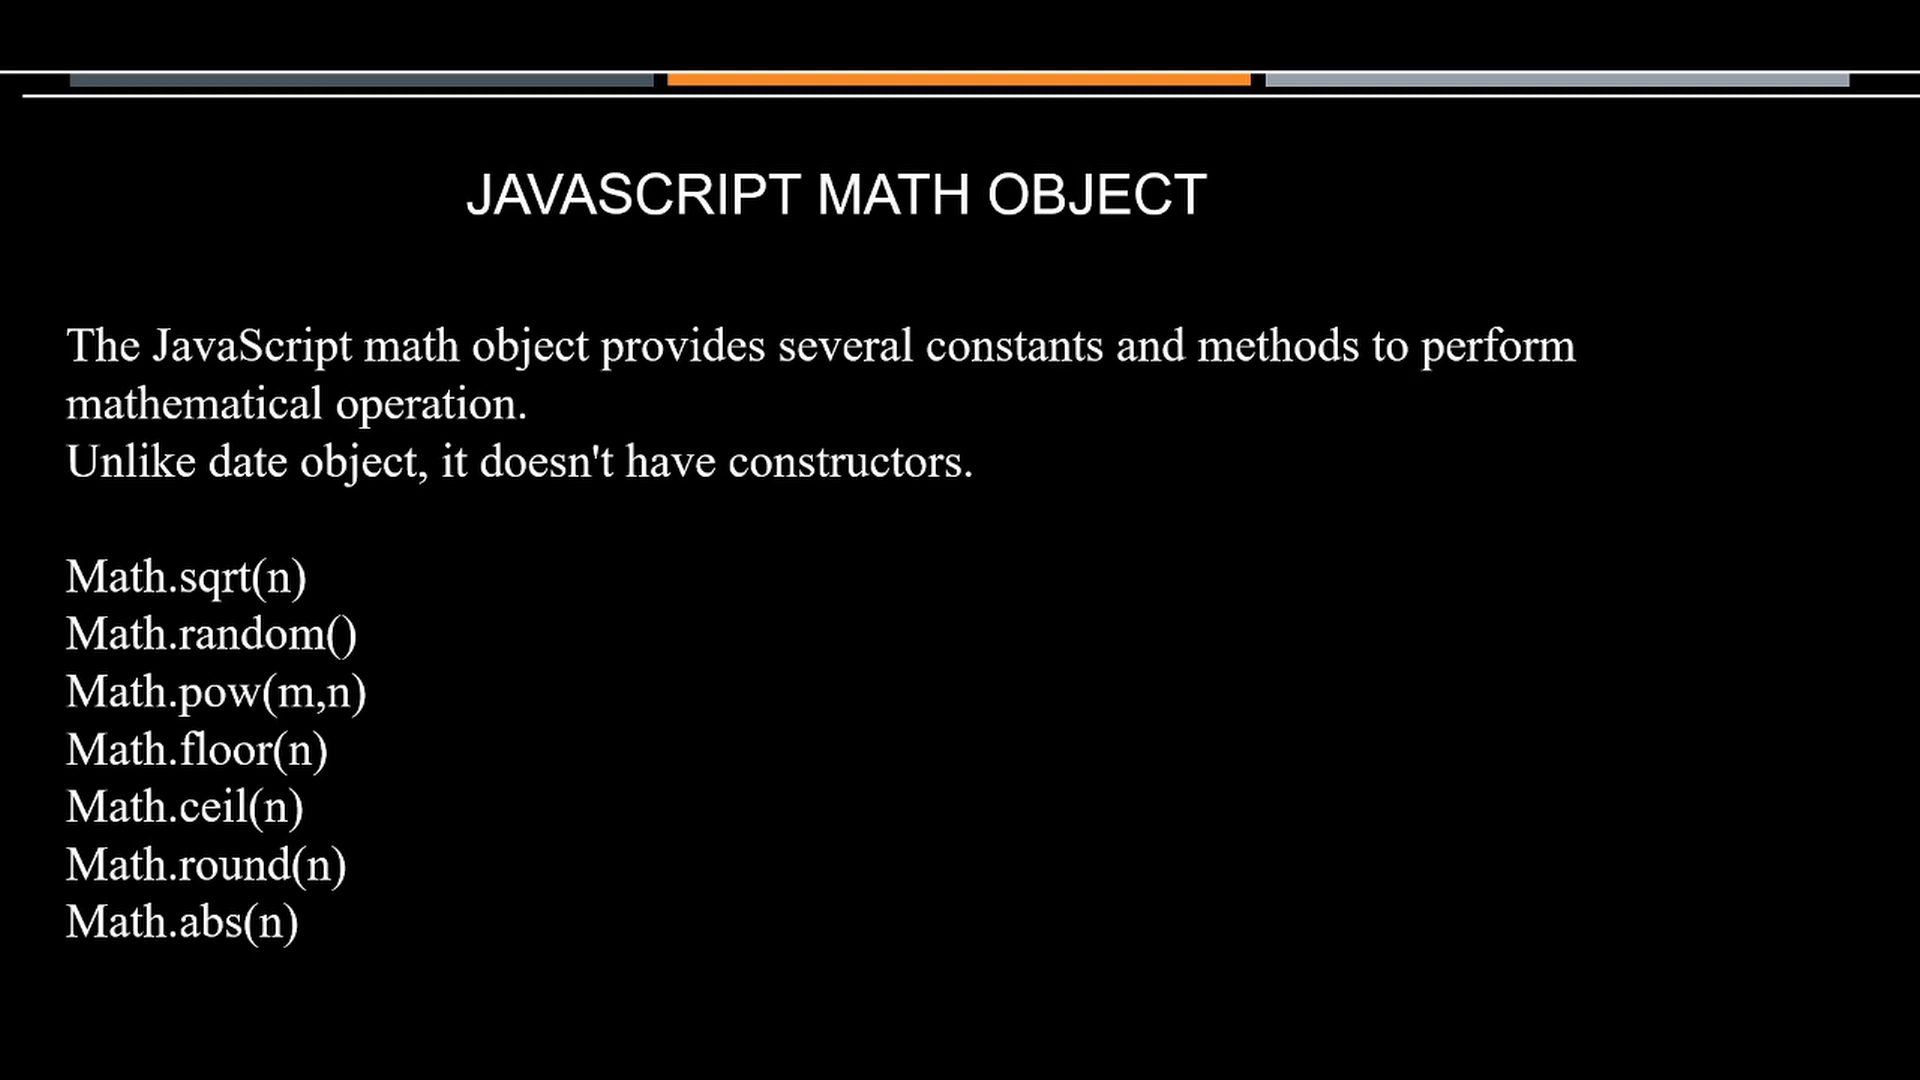 JAVASCRIPT MATH OBJECT
The JavaScript math object provides several constants and methods to perform
mathematical operation.
Unlike date object, it doesn't have constructors.
Math.sqrt(n)
Math.random()
Math.pow(m,n)
Math.floor(n)
Math.ceil(n)
Math.round(n)
Math.abs(n)